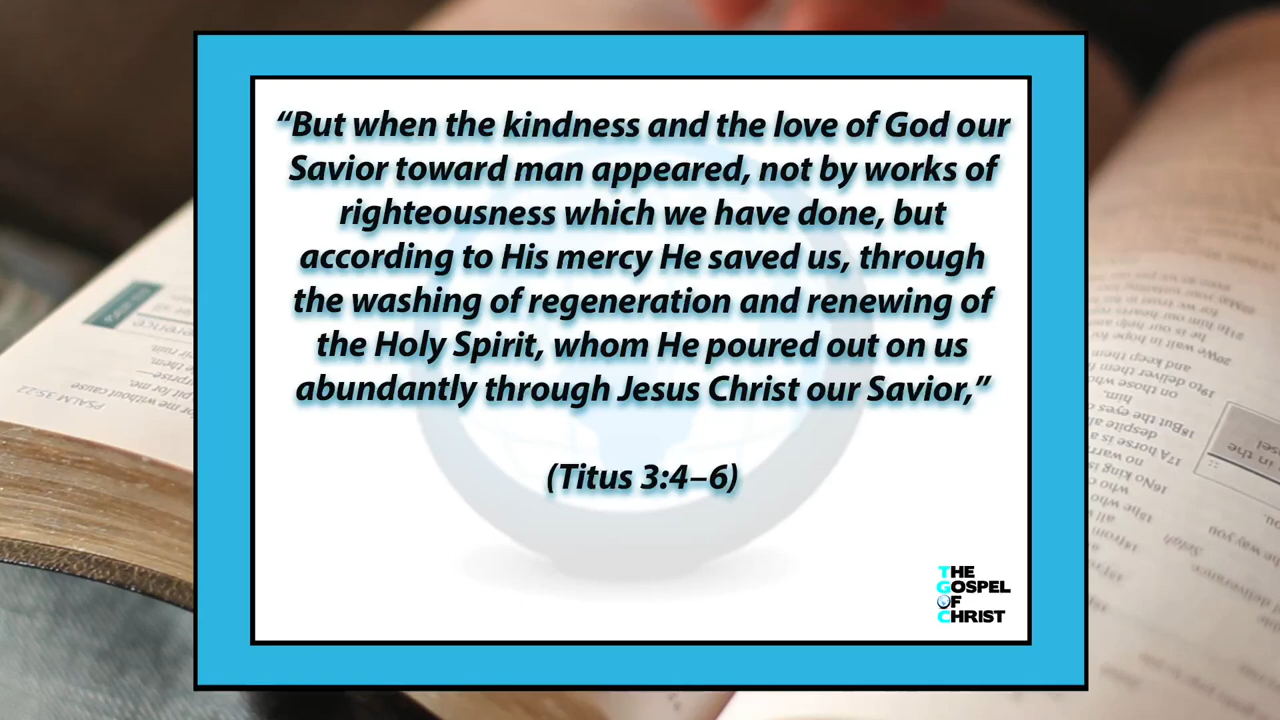 “But when the kindness and the love of God our
Savior toward man appeared, not by works of
righteousness which we have done, but
according to His mercy He saved us, through
the washing of regeneration and renewing of
the Holy Spirit, whom He poured out on us
abundantly through Jesus Christ our Savior,”
(Titus 3:4–6)
THE
GOSPEL
OF
CHRIST
PSALM 35:22